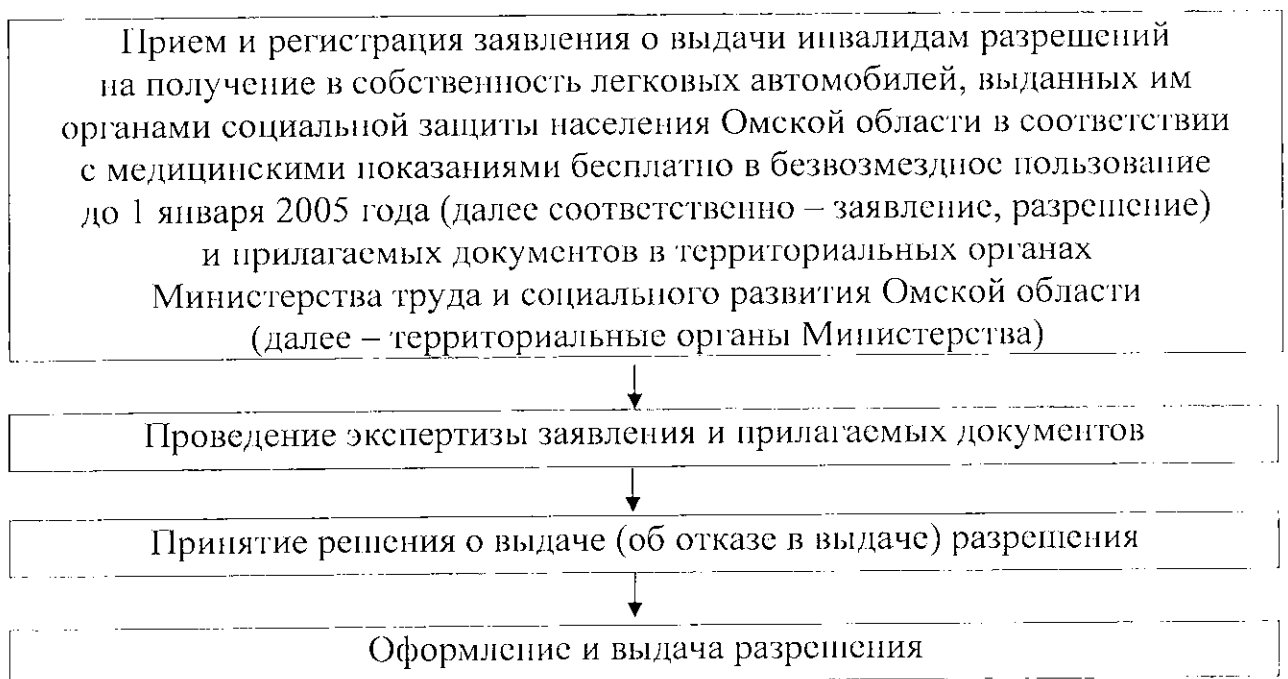 Прием и регистрация заявления о выдачи инвалидам разрешений
на получение в собственность легковых автомобилей, выданных им
органами социальной защиты населения Омской области в соответствии
с медицинскими показаниями бесплатно в безвозмездное пользование
до 1 января 2005 года (далее соответственно – заявление, разрешение)
и прилагаемых документов в территориальных органах
Министерства труда и социального развития Омской области
(далее – территориальные органы Министерства)
Проведение экспертизы заявления и прилагаемых документов
Принятие решения о выдаче (об отказе в выдаче) разрешения
Оформление и выдача разрешения